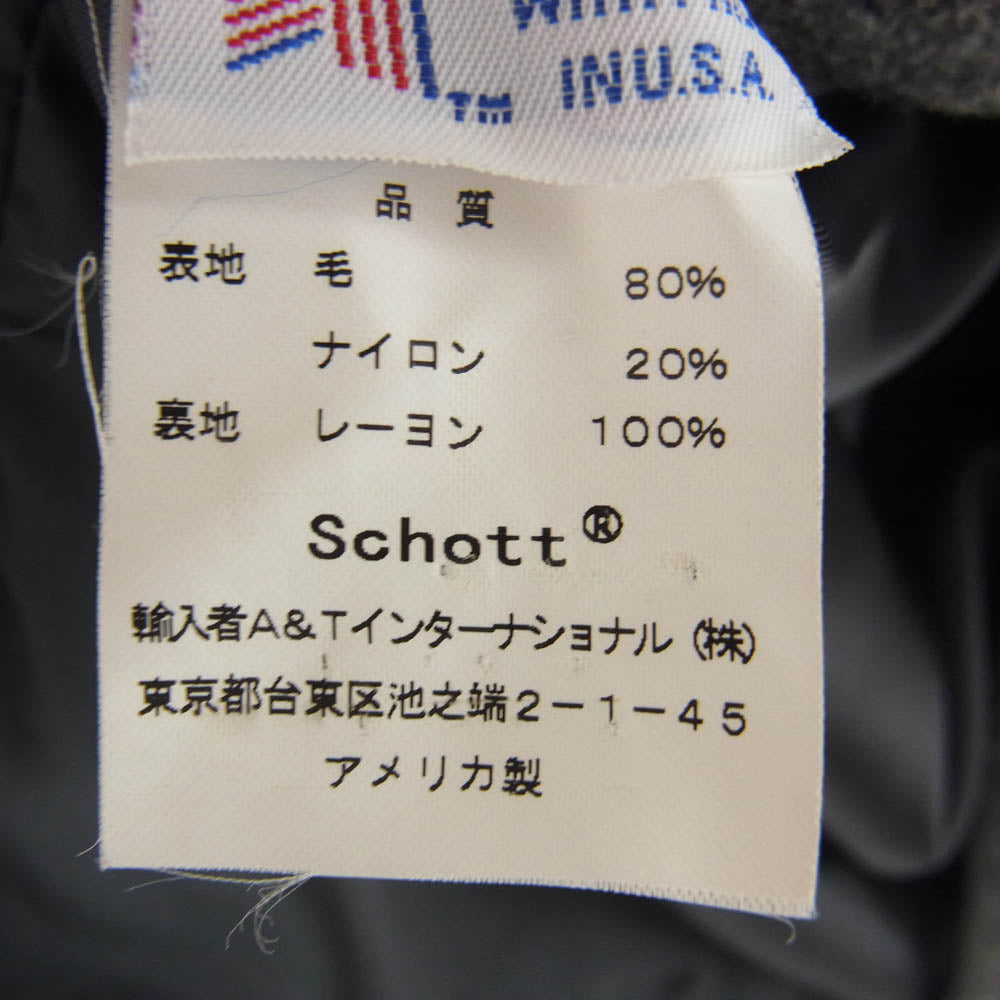 IN U.S.A.
TM
品 質
表地 毛 80%
ナイロン 20%
裏地 レーヨン 100%
Schott®
輸入者A&Tインターナショナル(株)
東京都台東区池之端2-1-45
アメリカ製